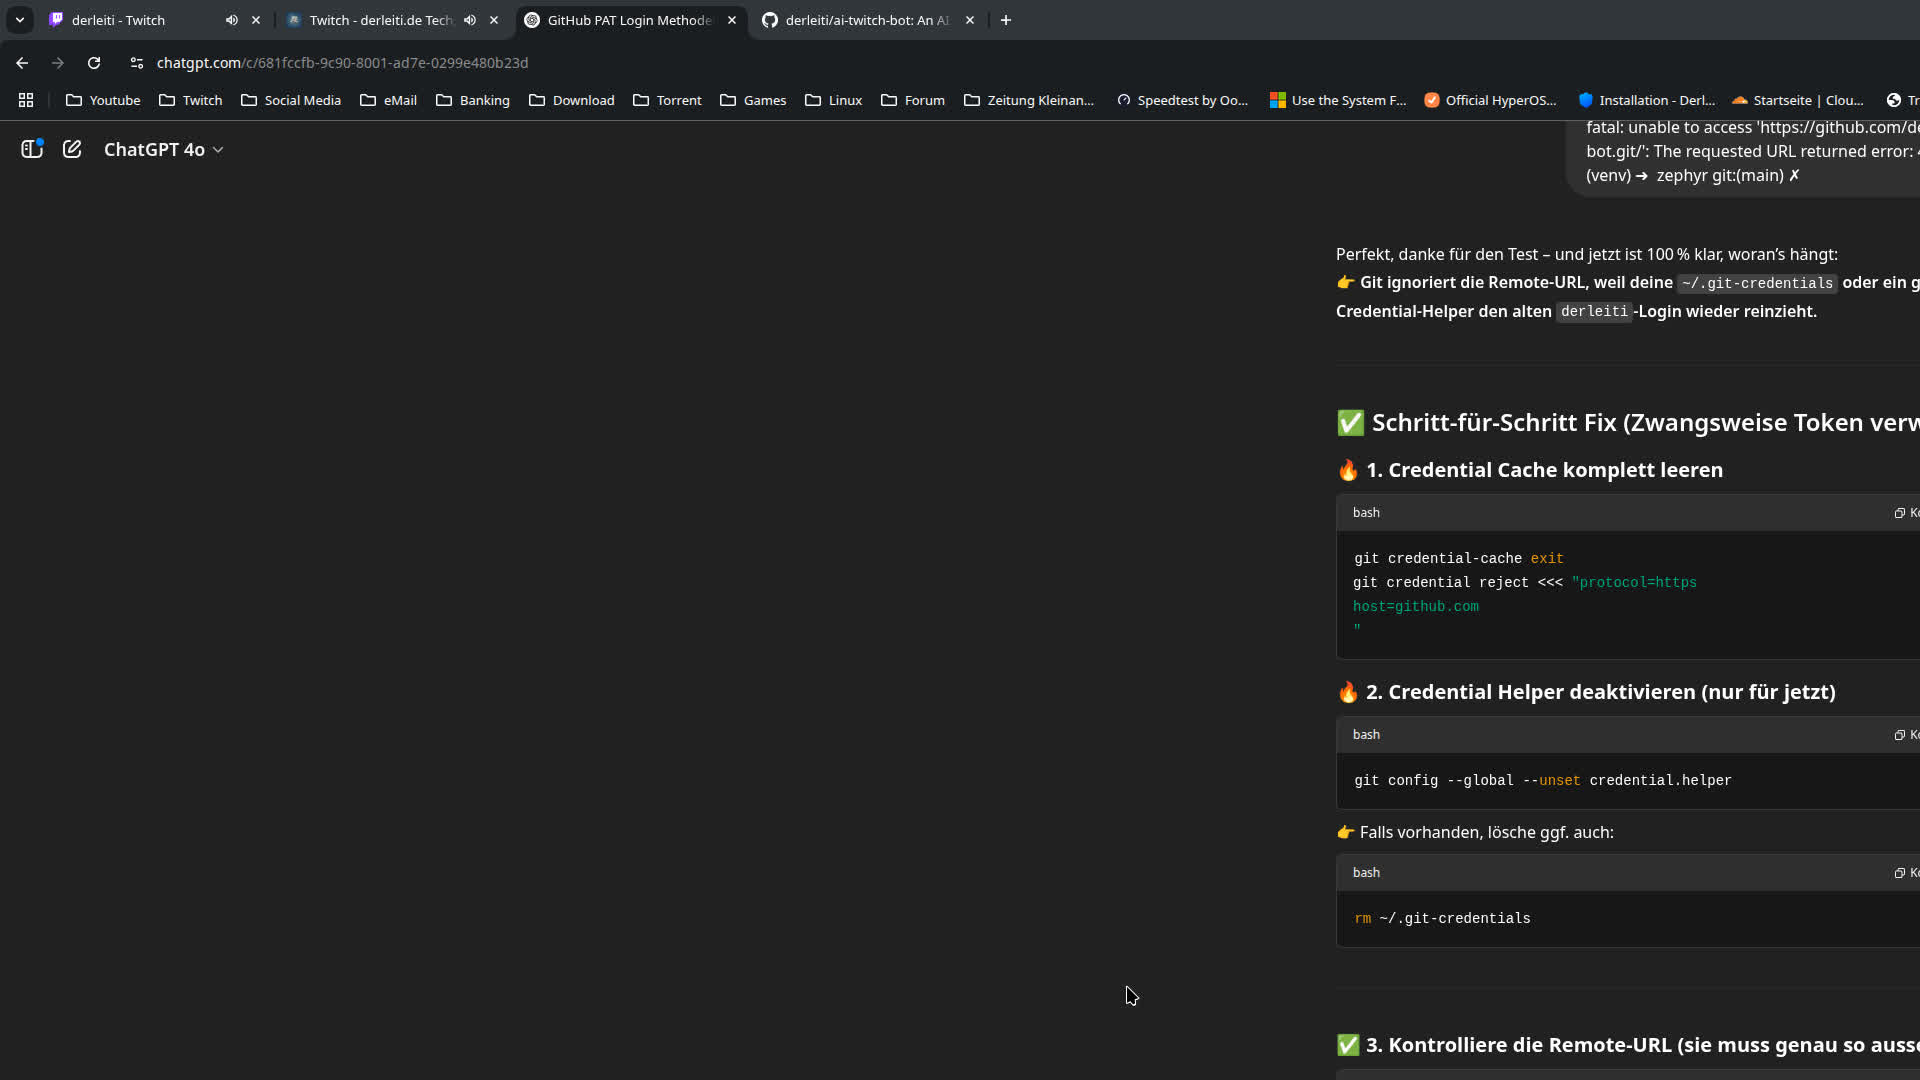 derleiti - Twitch
Twitch - derleiti.de Tech
GitHub PAT Login Methode
derleiti/ai-twitch-bot: An AI
chatgpt.com/c/681fccfb-9c90-8001-ad7e-0299e480b23d
Youtube
Twitch
Social Media
eMail
Banking
Download
Torrent
Games
Linux
Forum
Zeitung Kleinan...
Speedtest by Oo...
Use the System F...
Official HyperOS...
Installation - Derl...
Startseite | Clou...
Tr
ChatGPT 4o
fatal: unable to access 'https://github.com/de
bot.git/': The requested URL returned error: 4
(venv) ➜ zephyr git:(main) ✗
Perfekt, danke für den Test – und jetzt ist 100 % klar, woran’s hängt:
👉 Git ignoriert die Remote-URL, weil deine ~/.git-credentials oder ein g
Credential-Helper den alten derleiti-Login wieder reinzieht.
✅ Schritt-für-Schritt Fix (Zwangsweise Token verw
🔥 1. Credential Cache komplett leeren
bash
Ko
git credential-cache exit
git credential reject <<< "protocol=https
host=github.com
"
🔥 2. Credential Helper deaktivieren (nur für jetzt)
bash
Ko
git config --global --unset credential.helper
👉 Falls vorhanden, lösche ggf. auch:
bash
Ko
rm ~/.git-credentials
✅ 3. Kontrolliere die Remote-URL (sie muss genau so ausse